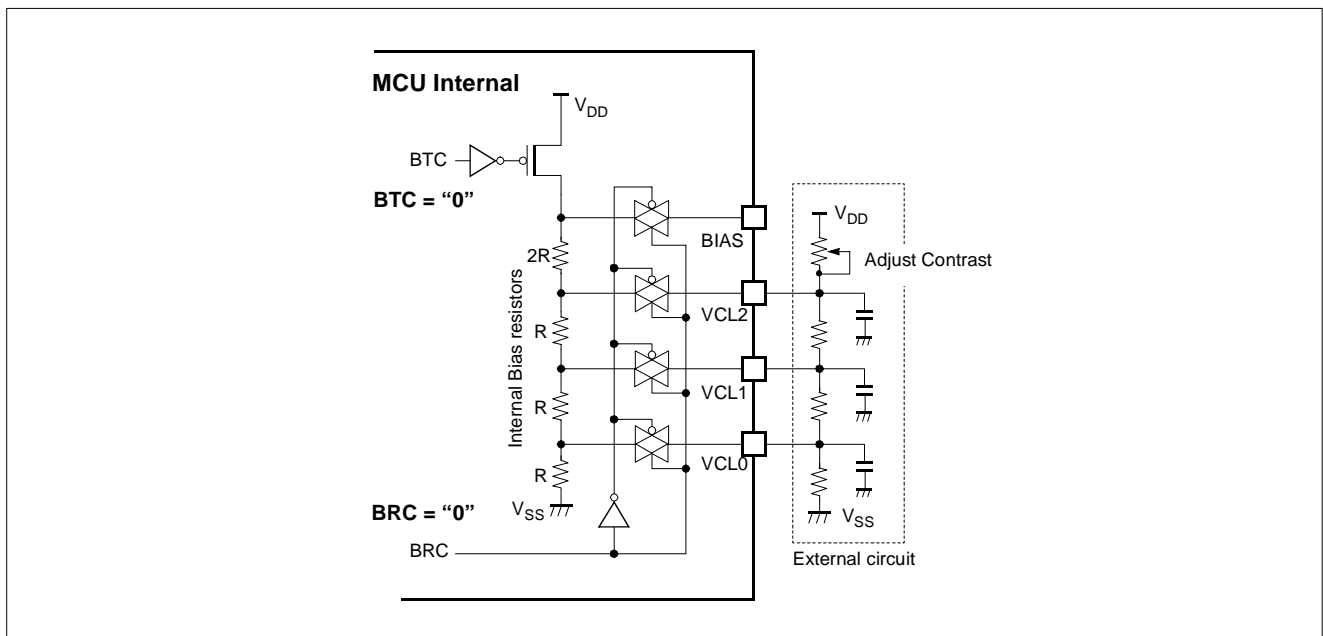 MCU Internal
VDD
BTC
BTC = “0”
VDD
BIAS
Adjust Contrast
2R
Internal Bias resistors
VCL2
R
VCL1
R
VCL0
R
BRC = “0”
VSS
VSS
BRC
External circuit